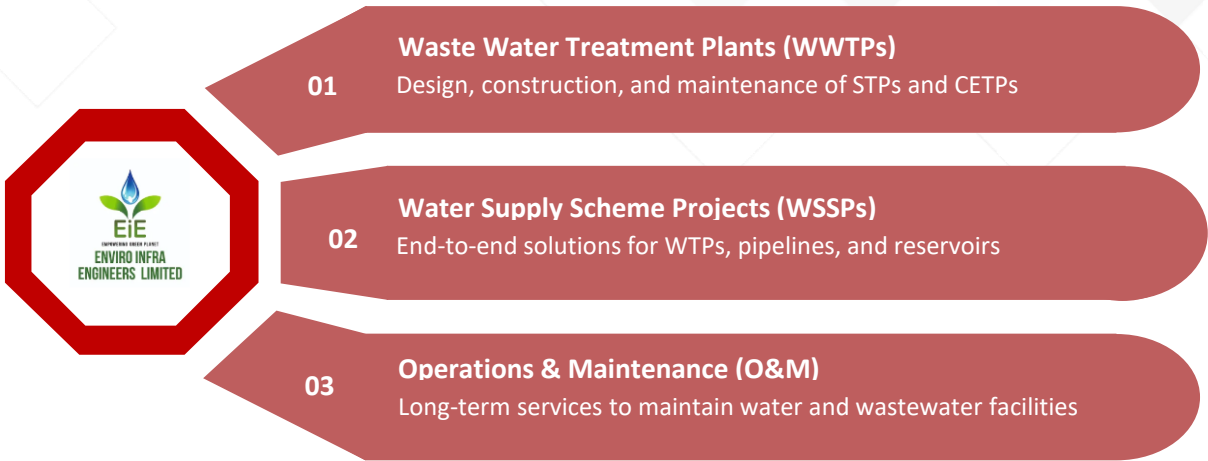 01
Waste Water Treatment Plants (WWTPs)
Design, construction, and maintenance of STPs and CETPs
EiE
EMPOWERING GREEN PLANET
ENVIRO INFRA
ENGINEERS LIMITED
02
Water Supply Scheme Projects (WSSPs)
End-to-end solutions for WTPs, pipelines, and reservoirs
03
Operations & Maintenance (O&M)
Long-term services to maintain water and wastewater facilities